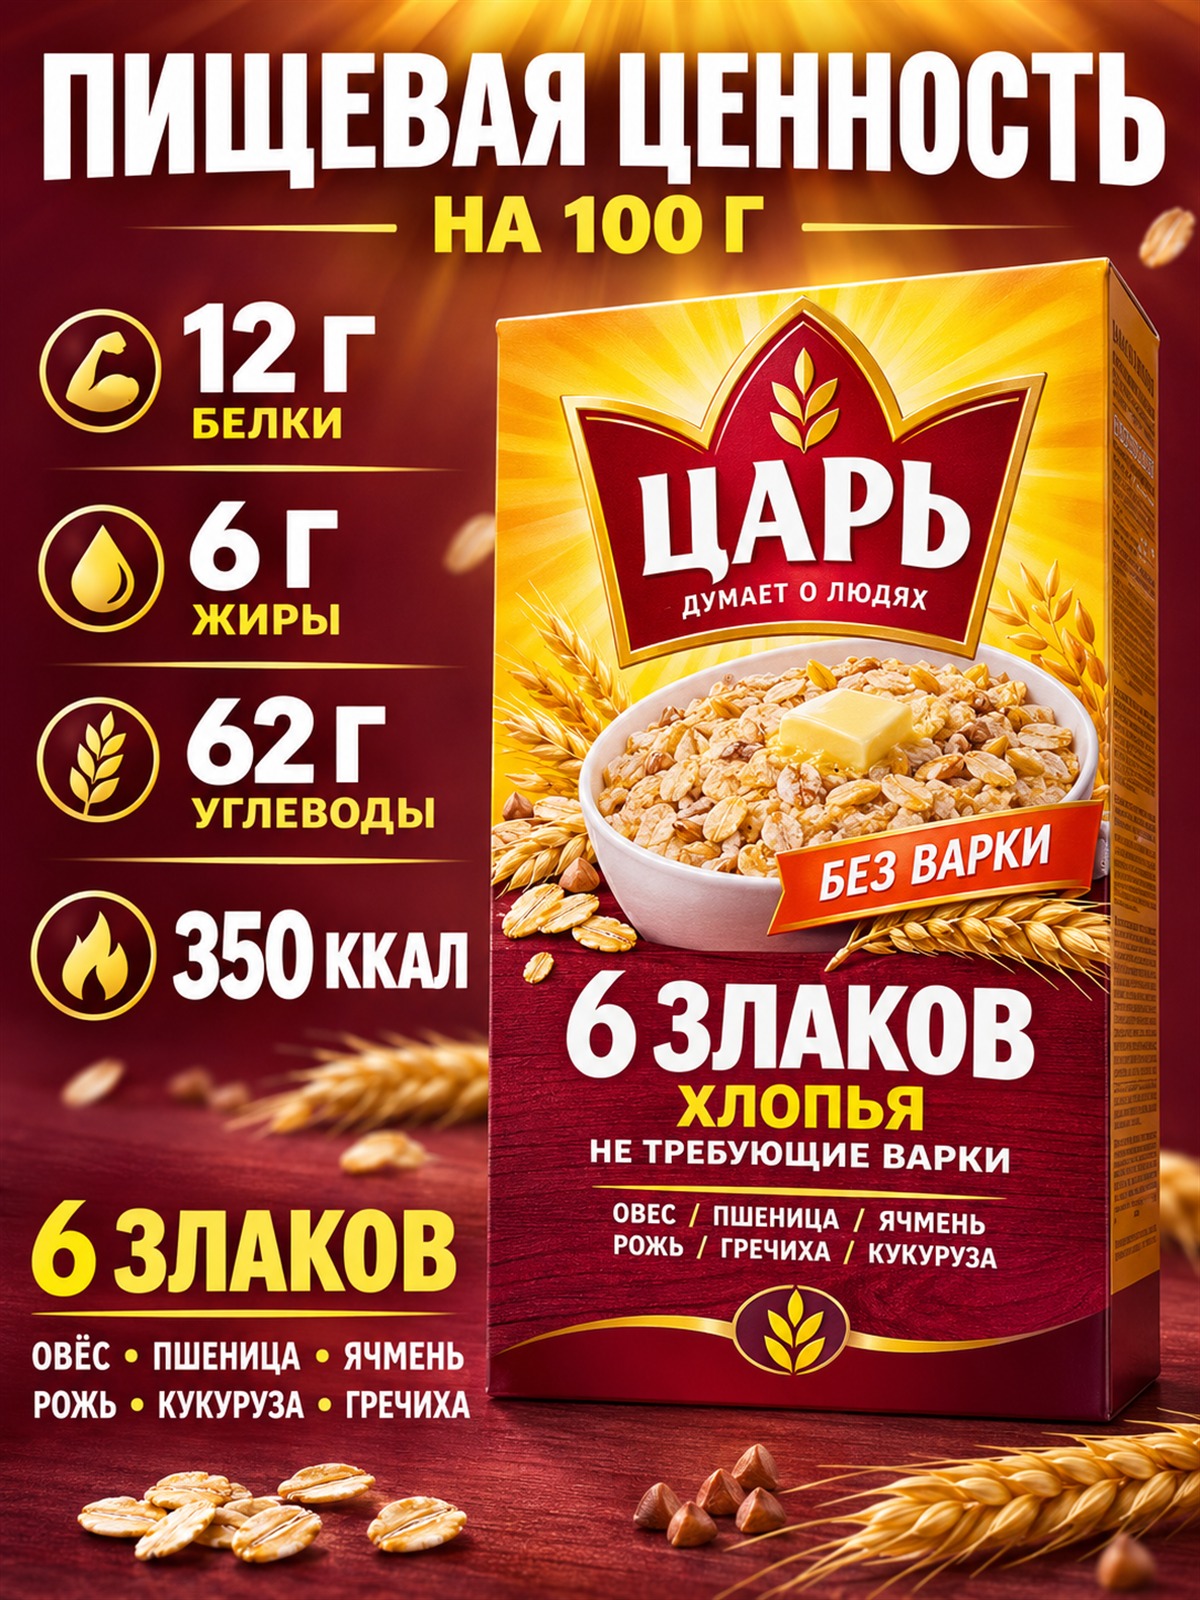 ПИЩЕВАЯ ЦЕННОСТЬ
НА 100 Г
12 Г
БЕЛКИ
6 Г
ЖИРЫ
62 Г
УГЛЕВОДЫ
350 ККАЛ
6 ЗЛАКОВ
ОВЁС • ПШЕНИЦА • ЯЧМЕНЬ
РОЖЬ • КУКУРУЗА • ГРЕЧИХА
ЦАРЬ
ДУМАЕТ О ЛЮДЯХ
БЕЗ ВАРКИ
6 ЗЛАКОВ
ХЛОПЬЯ
НЕ ТРЕБУЮЩИЕ ВАРКИ
ОВЕС / ПШЕНИЦА / ЯЧМЕНЬ
РОЖЬ / ГРЕЧИХА / КУКУРУЗА